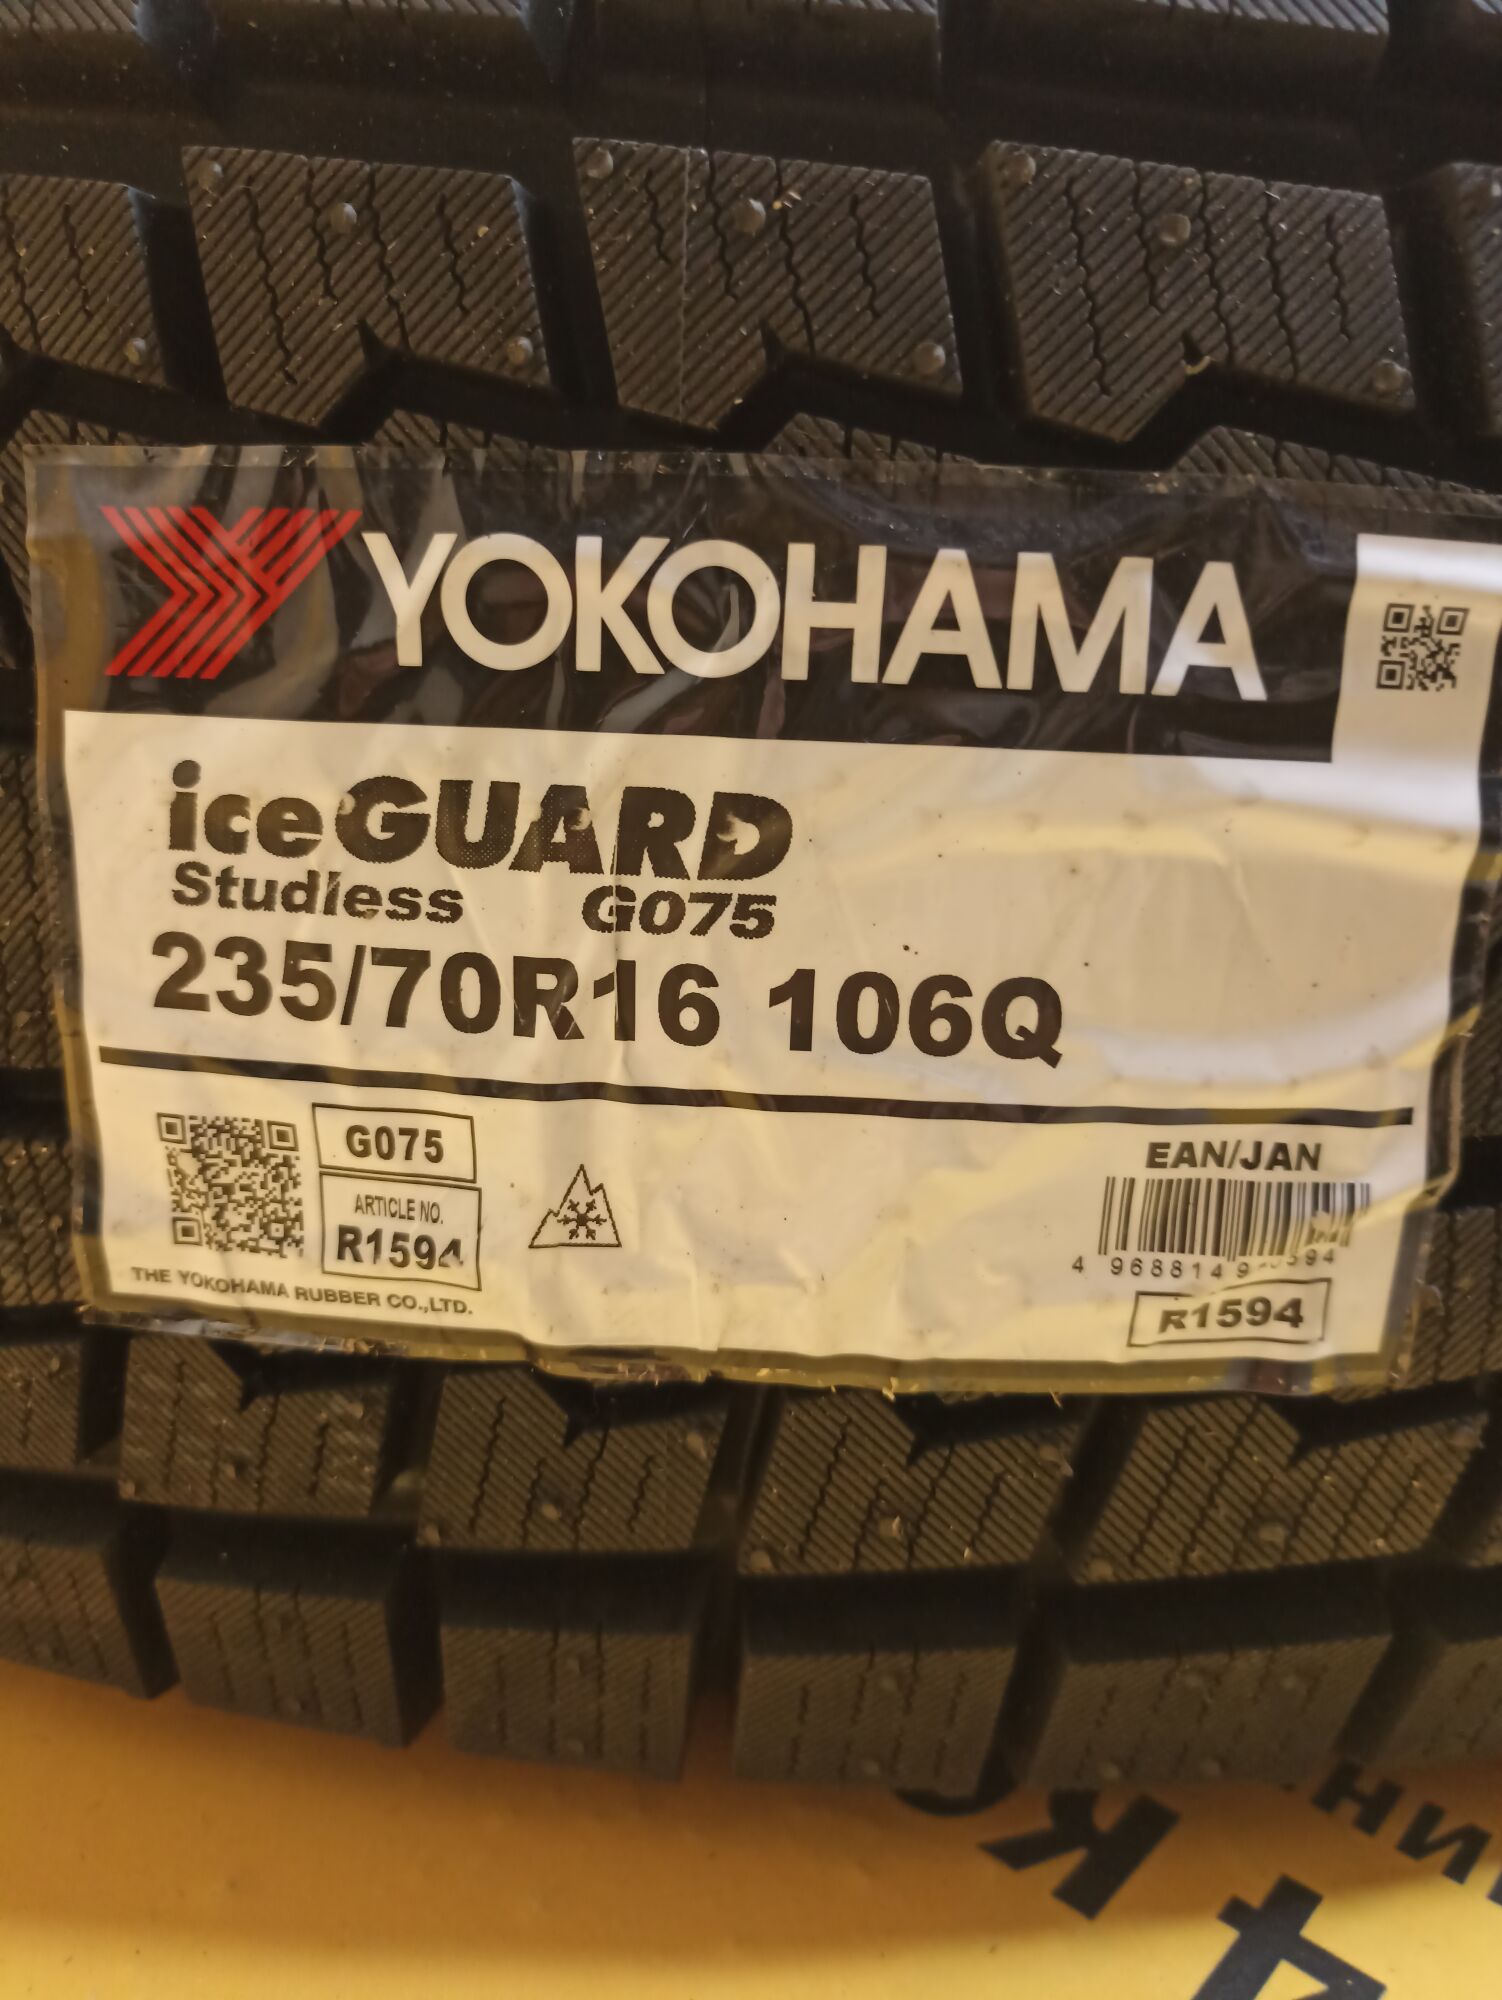 YOKOHAMA
iceGUARD
Studless G075
235/70R16 106Q
G075
ARTICLE NO.
R1594
THE YOKOHAMA RUBBER CO.,LTD.
EAN/JAN
R1594
4